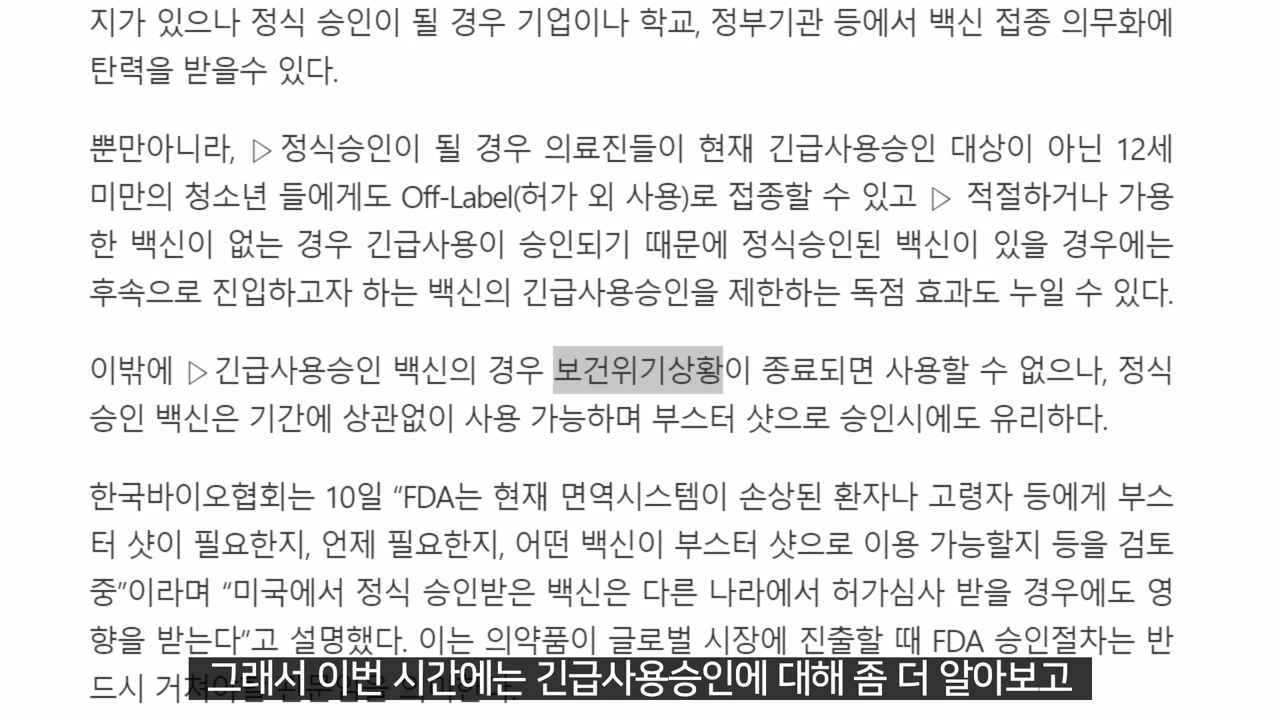 지가 있으나 정식 승인이 될 경우 기업이나 학교, 정부기관 등에서 백신 접종 의무화에
탄력을 받을수 있다.
뿐만아니라, ▷정식승인이 될 경우 의료진들이 현재 긴급사용승인 대상이 아닌 12세
미만의 청소년 들에게도 Off-Label(허가 외 사용)로 접종할 수 있고 ▷ 적절하거나 가용
한 백신이 없는 경우 긴급사용이 승인되기 때문에 정식승인된 백신이 있을 경우에는
후속으로 진입하고자 하는 백신의 긴급사용승인을 제한하는 독점 효과도 누일 수 있다.
이밖에 ▷긴급사용승인 백신의 경우 보건위기상황이 종료되면 사용할 수 없으나, 정식
승인 백신은 기간에 상관없이 사용 가능하며 부스터 샷으로 승인시에도 유리하다.
한국바이오협회는 10일 “FDA는 현재 면역시스템이 손상된 환자나 고령자 등에게 부스
터 샷이 필요한지, 언제 필요한지, 어떤 백신이 부스터 샷으로 이용 가능할지 등을 검토
중”이라며 “미국에서 정식 승인받은 백신은 다른 나라에서 허가심사 받을 경우에도 영
향을 받는다”고 설명했다. 이는 의약품이 글로벌 시장에 진출할 때 FDA 승인절차는 반
드시
그래서 이번 시간에는 긴급사용승인에 대해 좀 더 알아보고